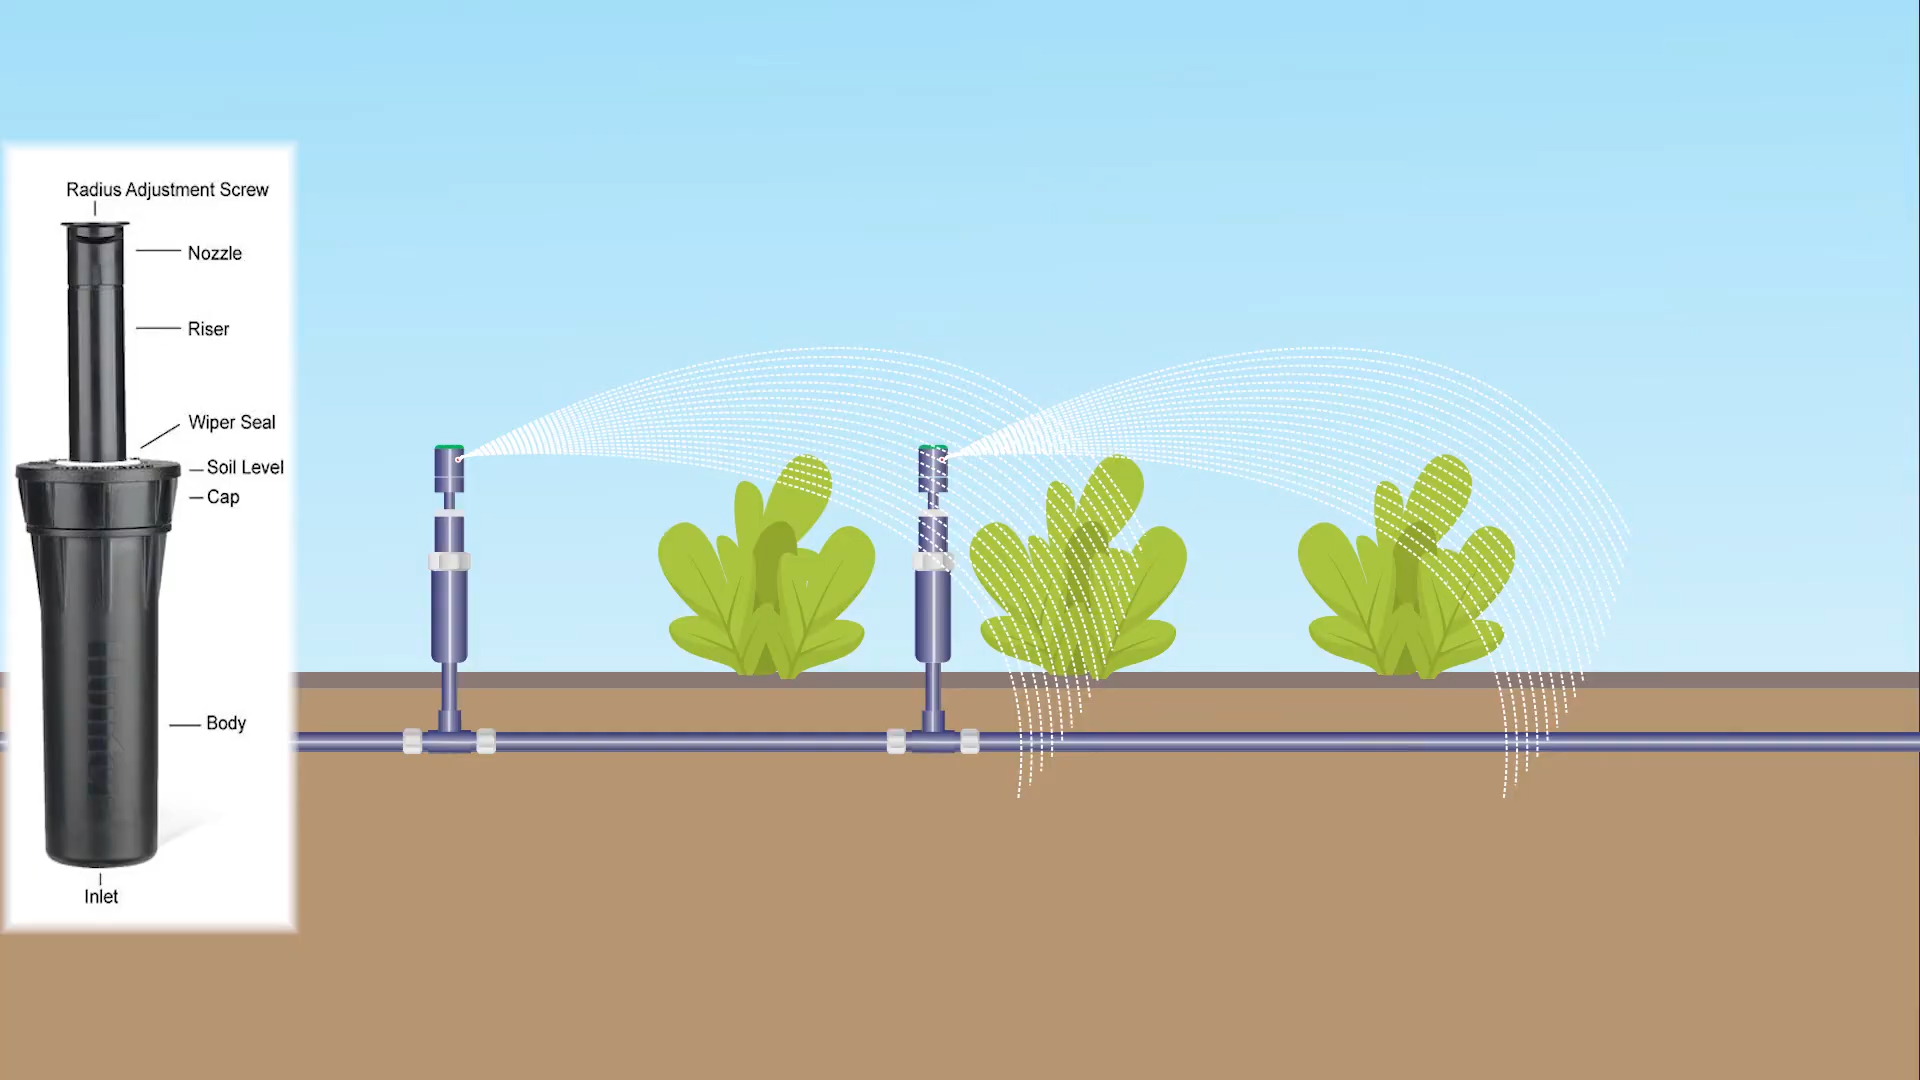 Radius Adjustment Screw
Nozzle
Riser
Wiper Seal
Soil Level
Cap
Body
Inlet